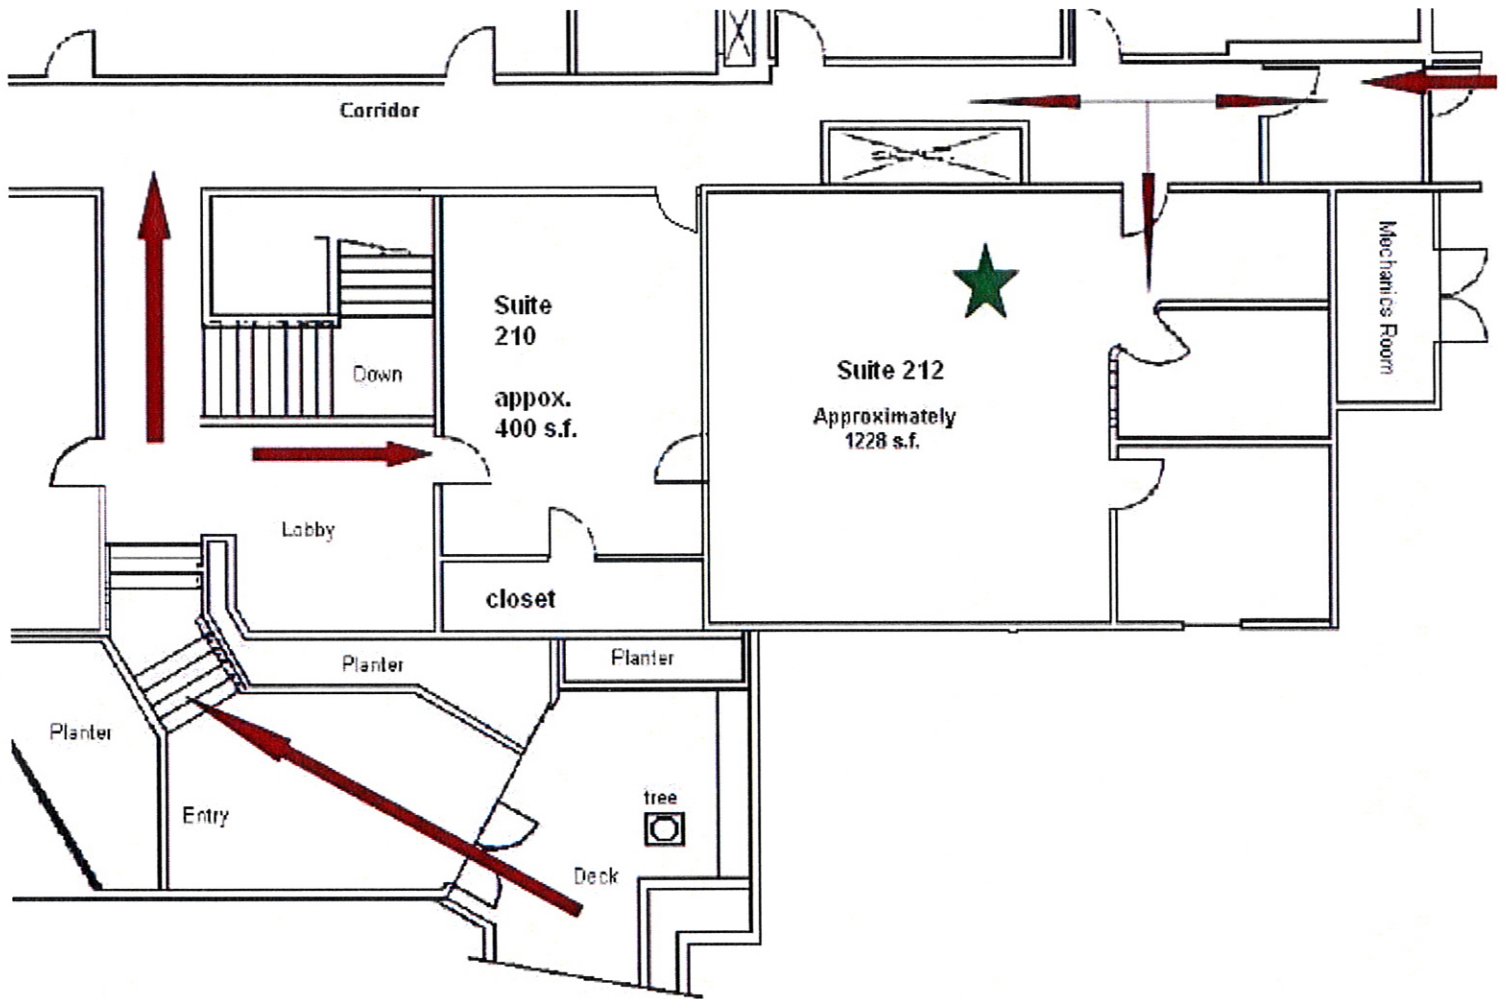 Corridor
Mechanics Room
Suite
210
appox.
400 s.f.
Suite 212
Approximately
1228 s.f.
Down
Lobby
closet
Planter
Planter
Planter
Entry
tree
Deck